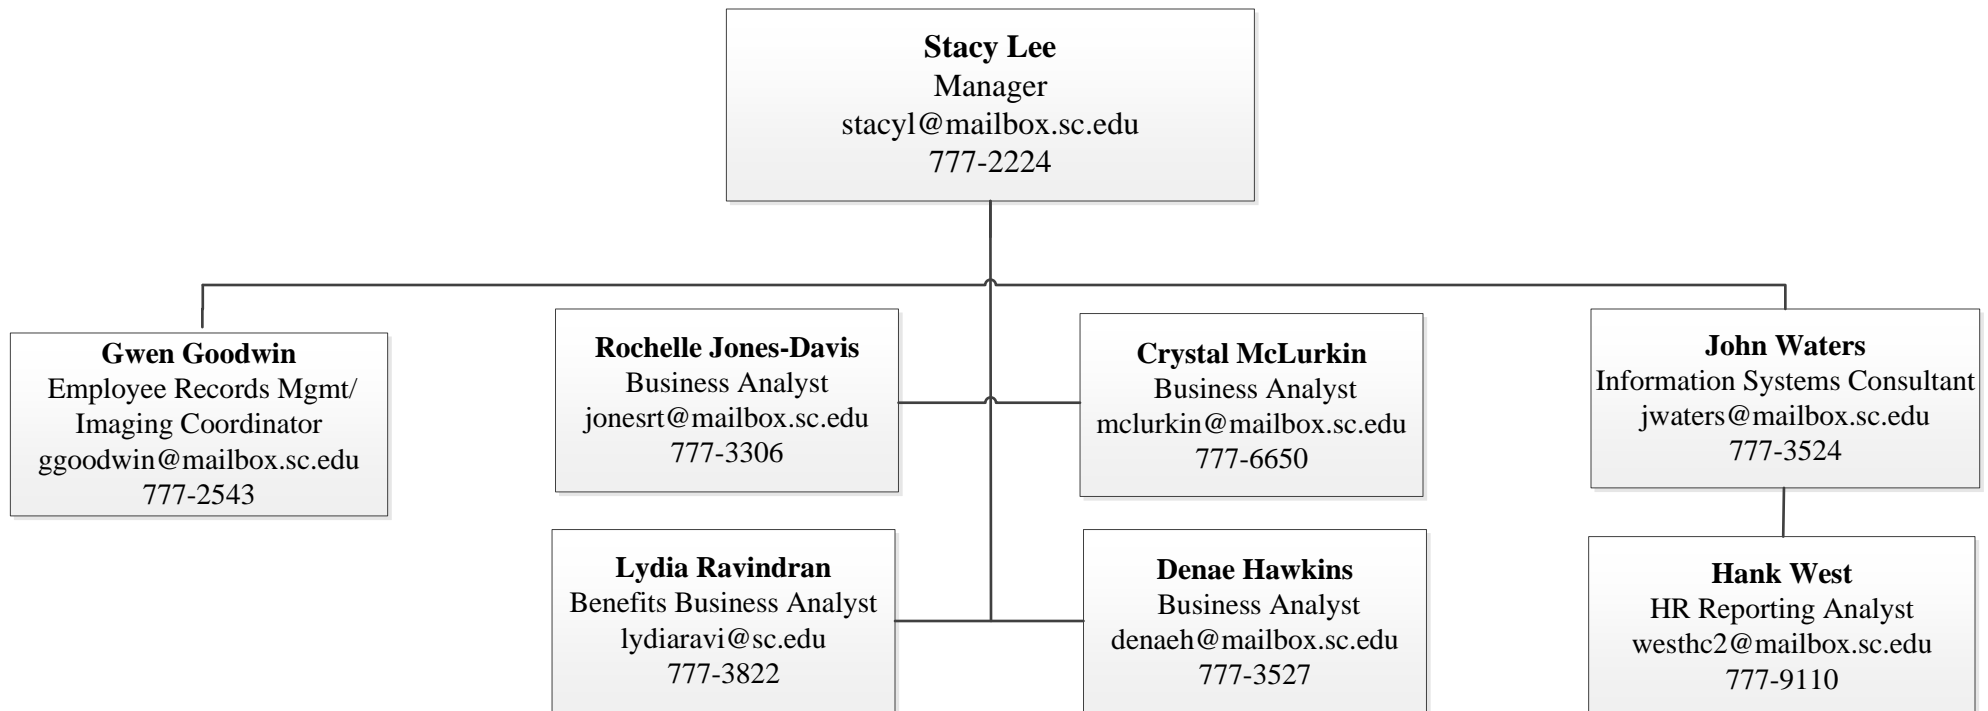 Stacy Lee
Manager
stacyl@mailbox.sc.edu
777-2224
Gwen Goodwin
Employee Records Mgmt/
Imaging Coordinator
ggoodwin@mailbox.sc.edu
777-2543
Rochelle Jones-Davis
Business Analyst
jonesrt@mailbox.sc.edu
777-3306
Crystal McLurkin
Business Analyst
mclurkin@mailbox.sc.edu
777-6650
John Waters
Information Systems Consultant
jwaters@mailbox.sc.edu
777-3524
Lydia Ravindran
Benefits Business Analyst
lydiaravi@sc.edu
777-3822
Denae Hawkins
Business Analyst
denaeh@mailbox.sc.edu
777-3527
Hank West
HR Reporting Analyst
westhc2@mailbox.sc.edu
777-9110